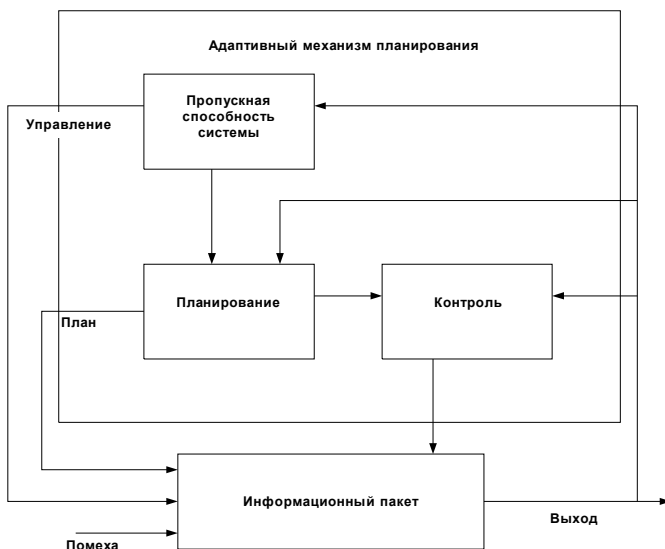 Адаптивный механизм планирования
Пропускная
способность
системы
Управление
Планирование
Контроль
План
Информационный пакет
Выход
Помеха